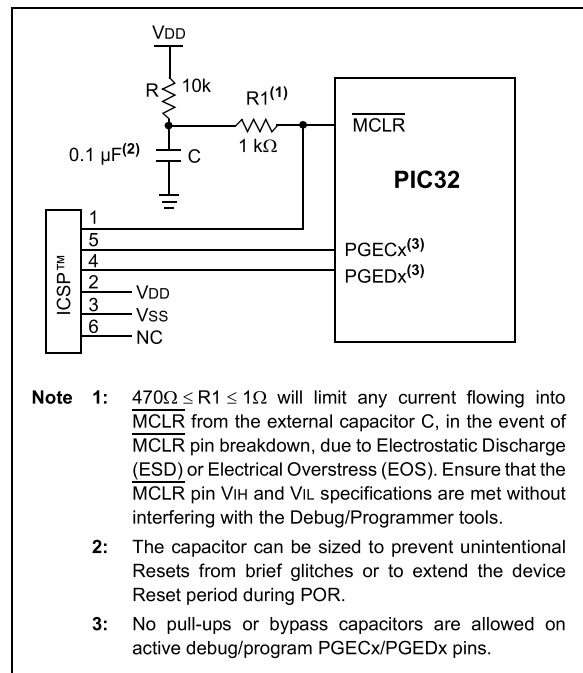 VDD
R 10k
R1(1)
0.1 µF(2) C
1 kΩ
MCLR
PIC32
ICSP™
1
5
4
2 VDD
3 VSS
6 NC
PGECx(3)
PGEDx(3)
Note 1: 470Ω ≤ R1 ≤ 1Ω will limit any current flowing into
MCLR from the external capacitor C, in the event of
MCLR pin breakdown, due to Electrostatic Discharge
(ESD) or Electrical Overstress (EOS). Ensure that the
MCLR pin VIH and VIL specifications are met without
interfering with the Debug/Programmer tools.
2: The capacitor can be sized to prevent unintentional
Resets from brief glitches or to extend the device
Reset period during POR.
3: No pull-ups or bypass capacitors are allowed on
active debug/program PGECx/PGEDx pins.